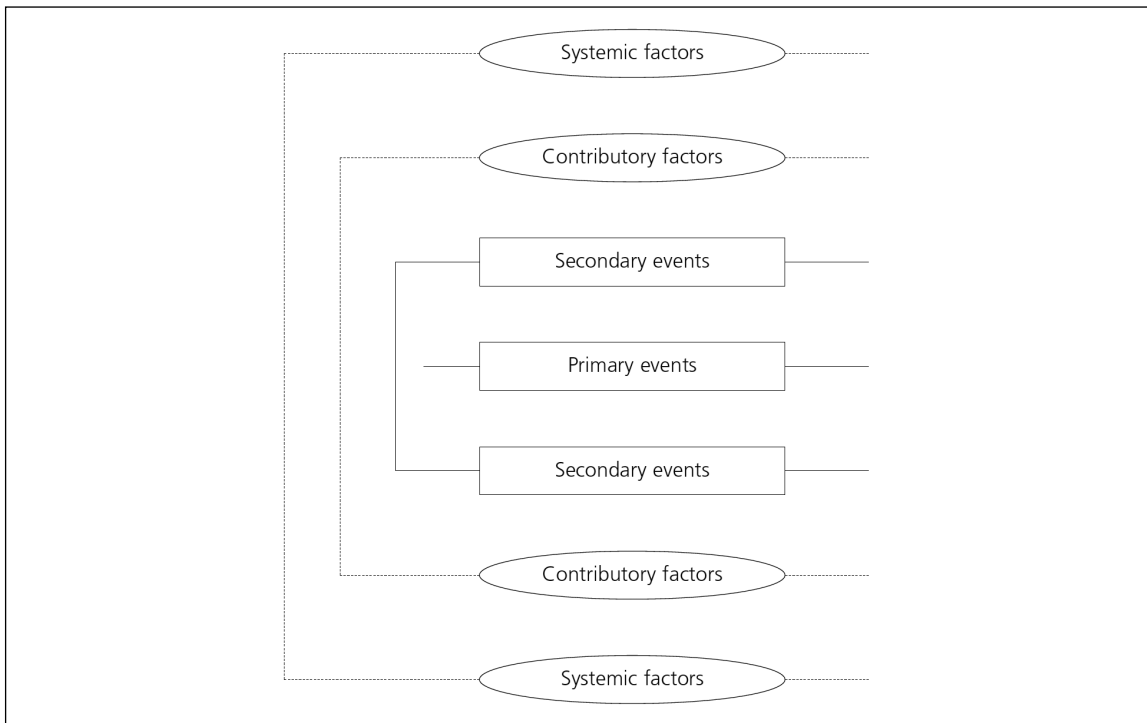 Systemic factors
Contributory factors
Secondary events
Primary events
Secondary events
Contributory factors
Systemic factors